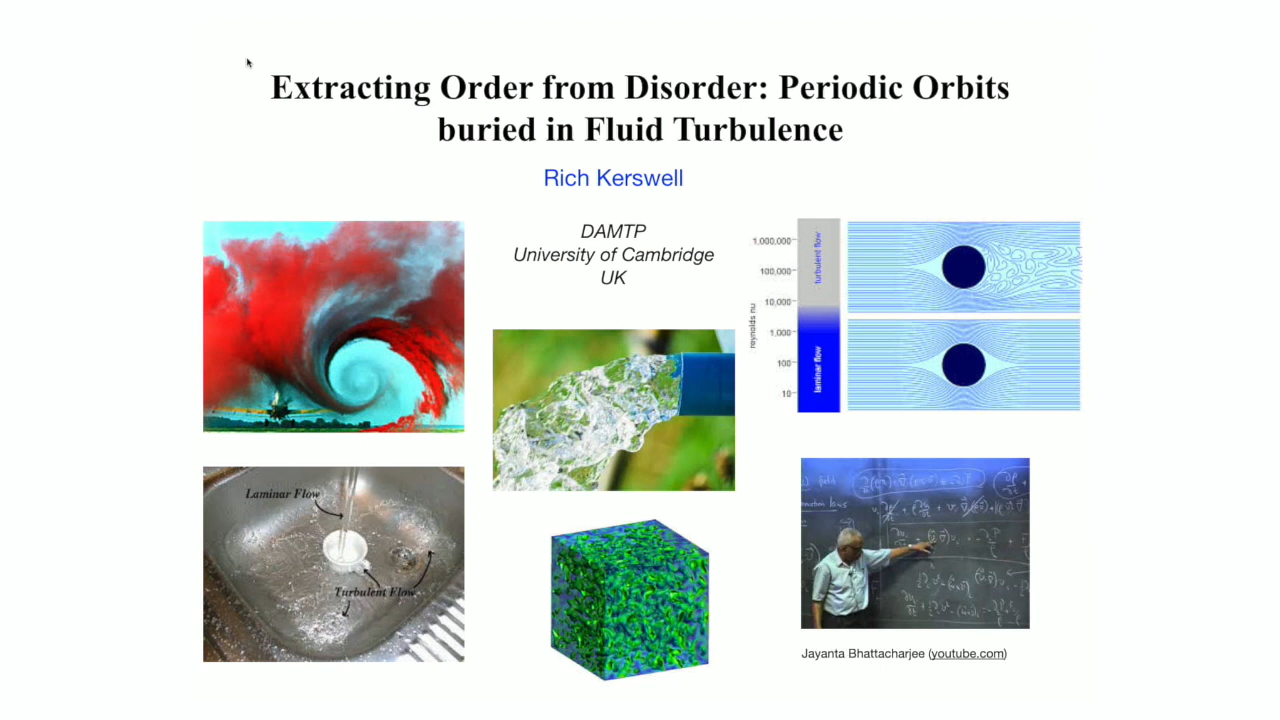 Extracting Order from Disorder: Periodic Orbits
buried in Fluid Turbulence
Rich Kerswell
DAMTP
University of Cambridge
UK
1,000,000
100,000
10,000
1,000
100
10
reynolds nu
turbulent flow
laminar flow
Laminar Flow
Turbulent Flow
Jayanta Bhattacharjee (youtube.com)